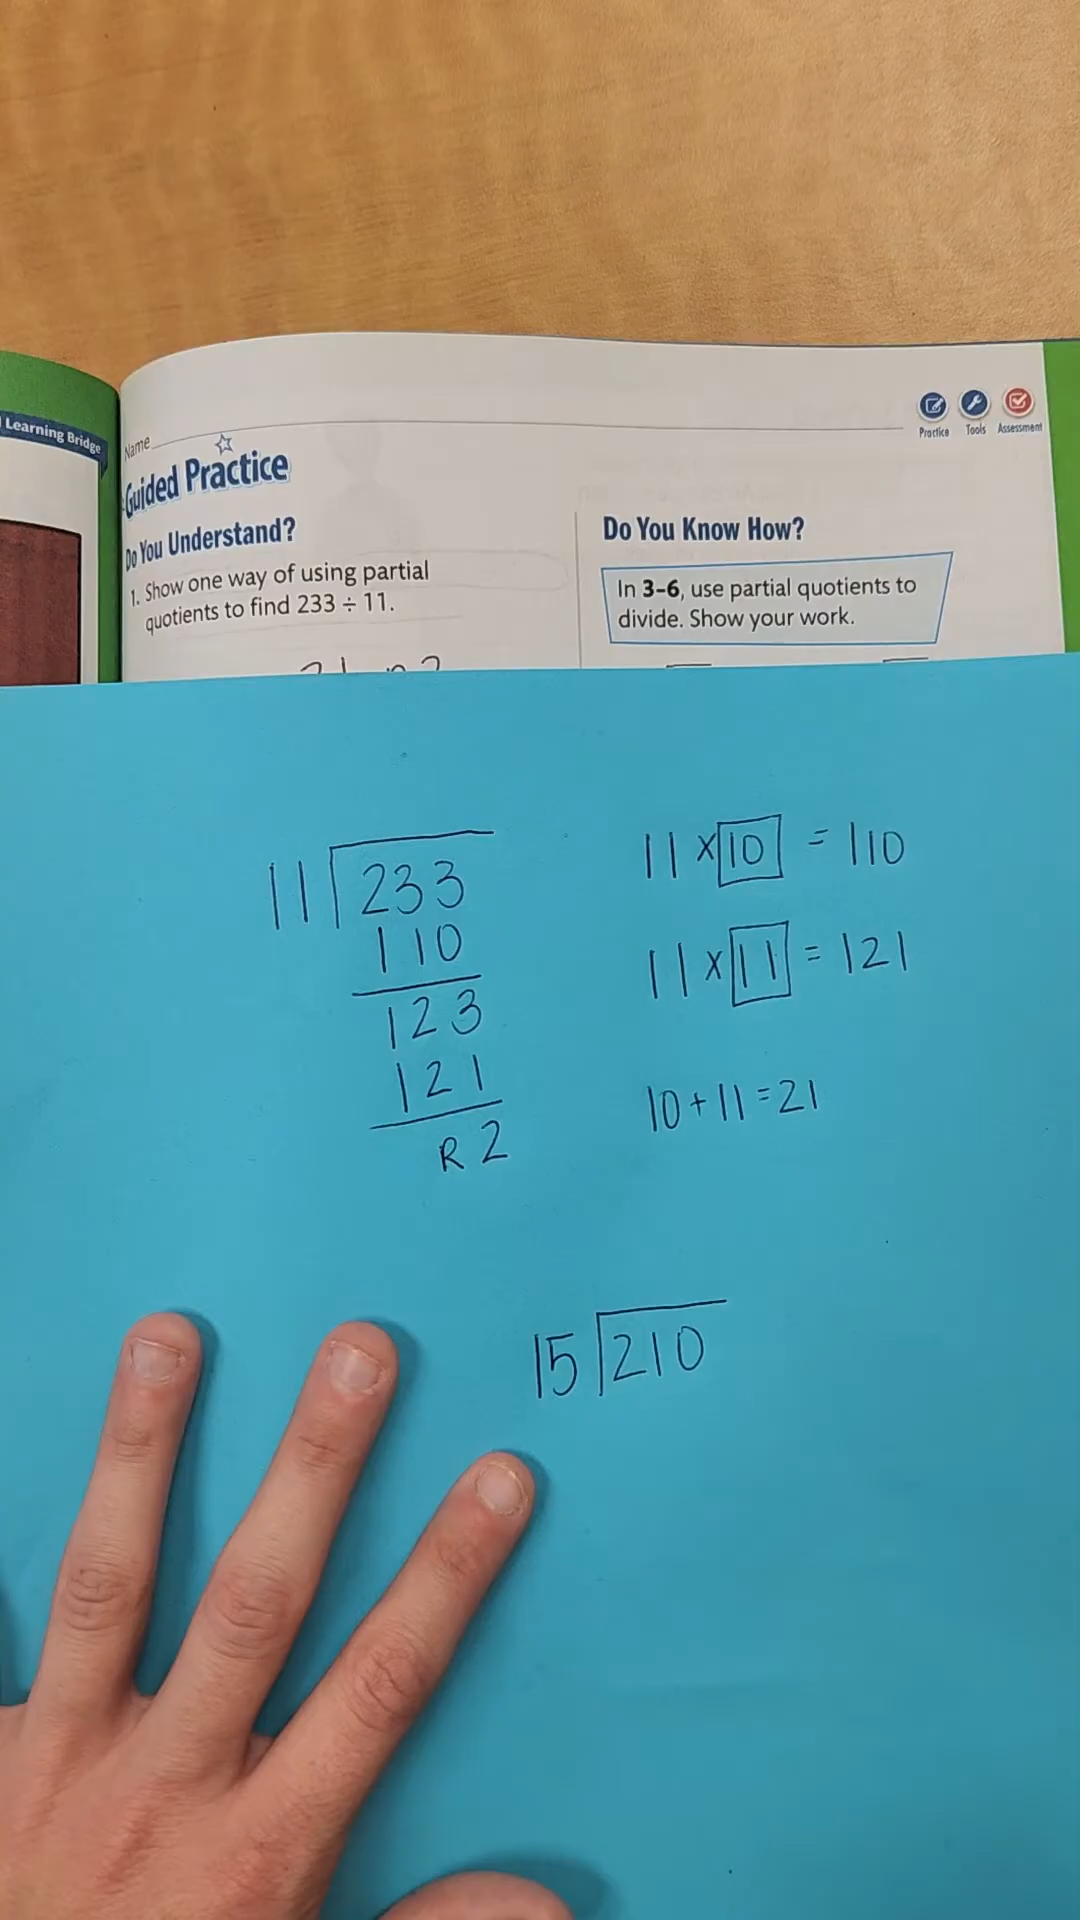 Learning Bridge
Name
Practice Tools Assessment
Guided Practice
Do You Understand?
1. Show one way of using partial
quotients to find 233 ÷ 11.
Do You Know How?
In 3–6, use partial quotients to
divide. Show your work.
11 233
110
123
121
R 2
11 x 10 = 110
11 x 11 = 121
10 + 11 = 21
15 210